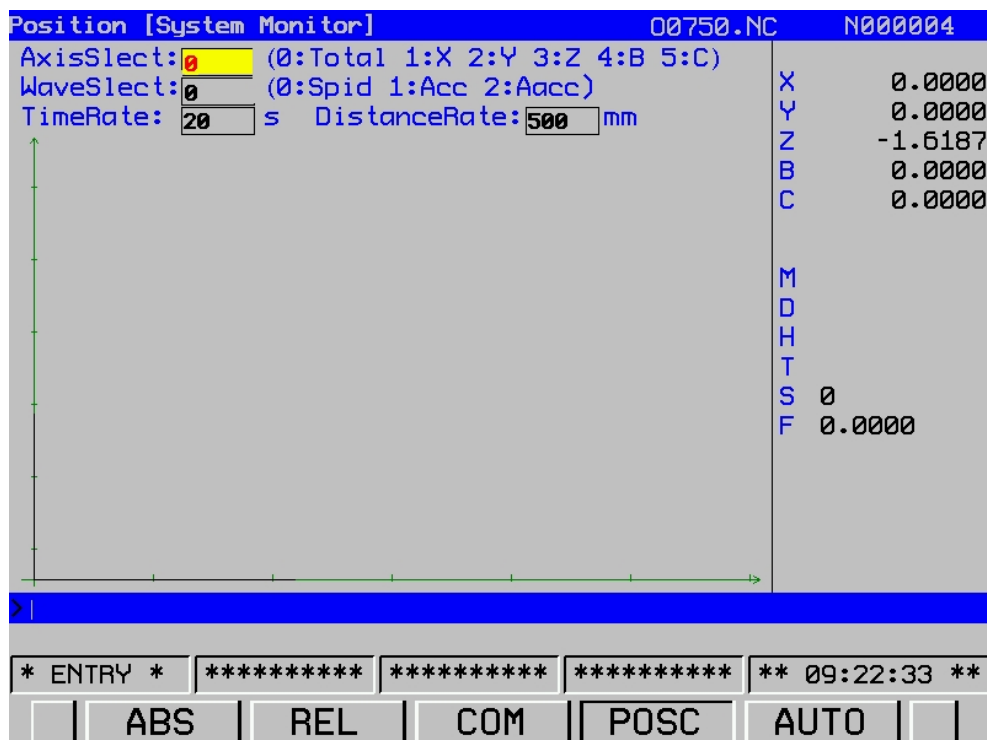 Position [System Monitor] O0750.NC N000004
AxisSlect: 0 (0:Total 1:X 2:Y 3:Z 4:B 5:C)
WaveSlect: 0 (0:Spid 1:Acc 2:Aacc)
TimeRate: 20 s DistanceRate: 500 mm
X 0.0000
Y 0.0000
Z -1.6187
B 0.0000
C 0.0000
M
D
H
T
S 0
F 0.0000
>
* ENTRY * ********** ********** ********** ** 09:22:33 **
ABS REL COM POSC AUTO